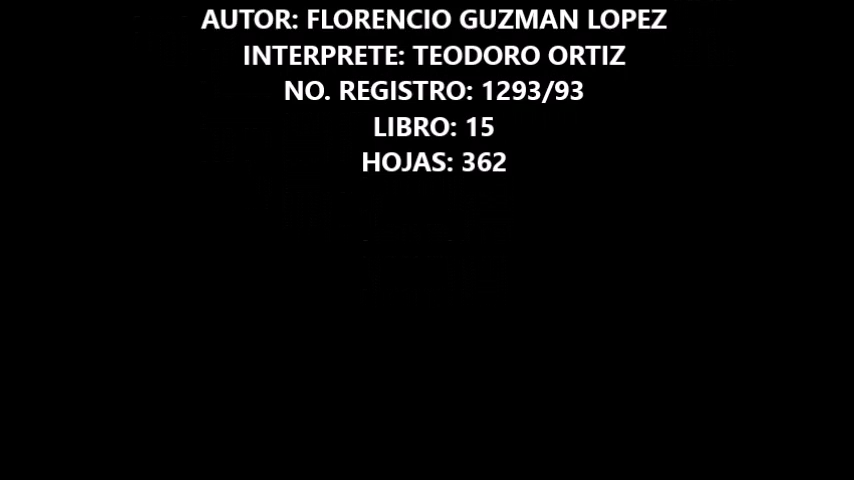 AUTOR: FLORENCIO GUZMAN LOPEZ
INTERPRETE: TEODORO ORTIZ
NO. REGISTRO: 1293/93
LIBRO: 15
HOJAS: 362